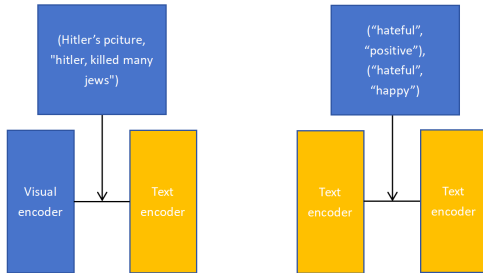 (Hitler's pciture,
"hitler, killed many
jews")
("hateful",
"positive"),
("hateful",
"happy")
Visual
encoder
Text
encoder
Text
encoder
Text
encoder